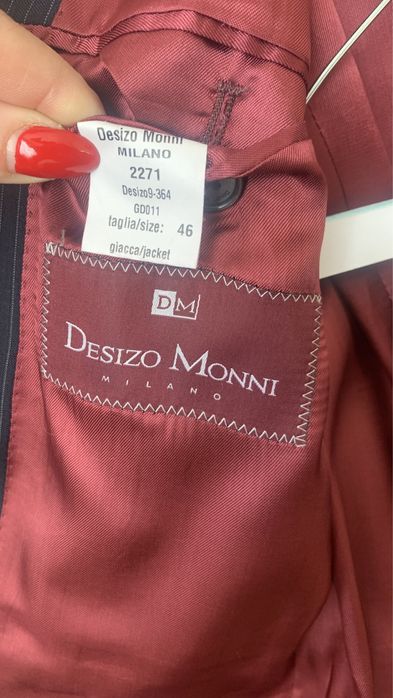 Desizo Monni
MILANO
2271
Desizo9-364
GD011
taglia/size: 46
giacca/jacket
DM
DESIZO MONNI
MILANO